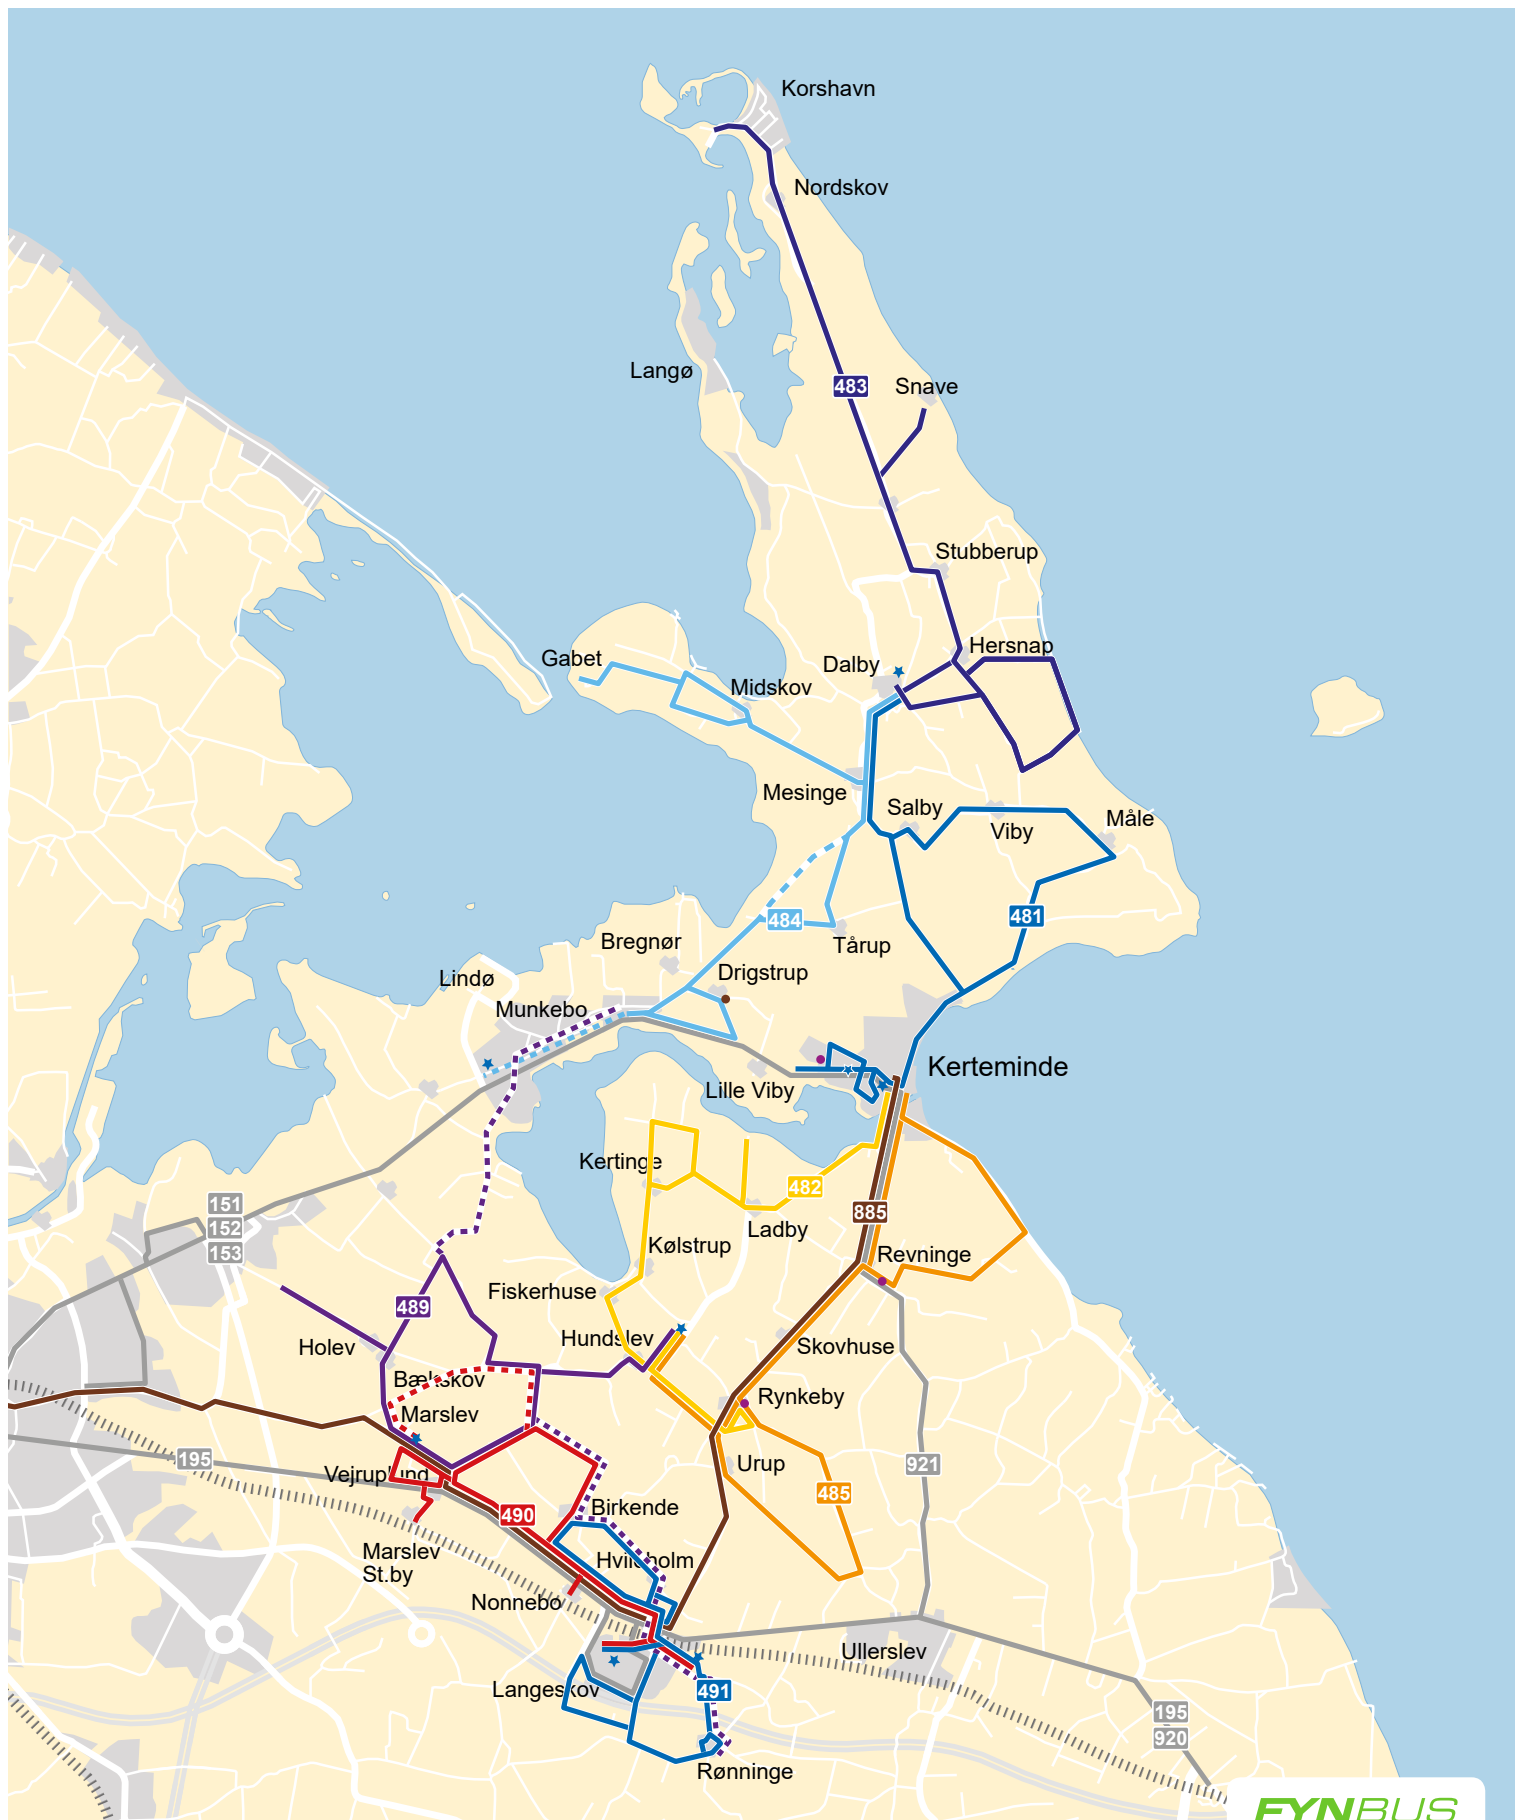 Korshavn
Nordskov
Langø
483
Snave
Stubberup
Hersnap
Gabet
Dalby
Midskov
Mesinge
Salby
Viby
Måle
484
481
Bregnør
Tårup
Lindø
Drigstrup
Munkebo
Kerteminde
Lille Viby
Kertinge
482
151
152
153
885
Ladby
Kølstrup
Revninge
Fiskerhuse
489
Hundslev
Holev
Skovhuse
Bækskov
Rynkeby
Marslev
195
Vejruplund
Urup
921
485
490
Birkende
Marslev
St.by
Hvileholm
Nonnebo
Ullerslev
Langeskov
491
195
920
Rønninge
FYNBUS